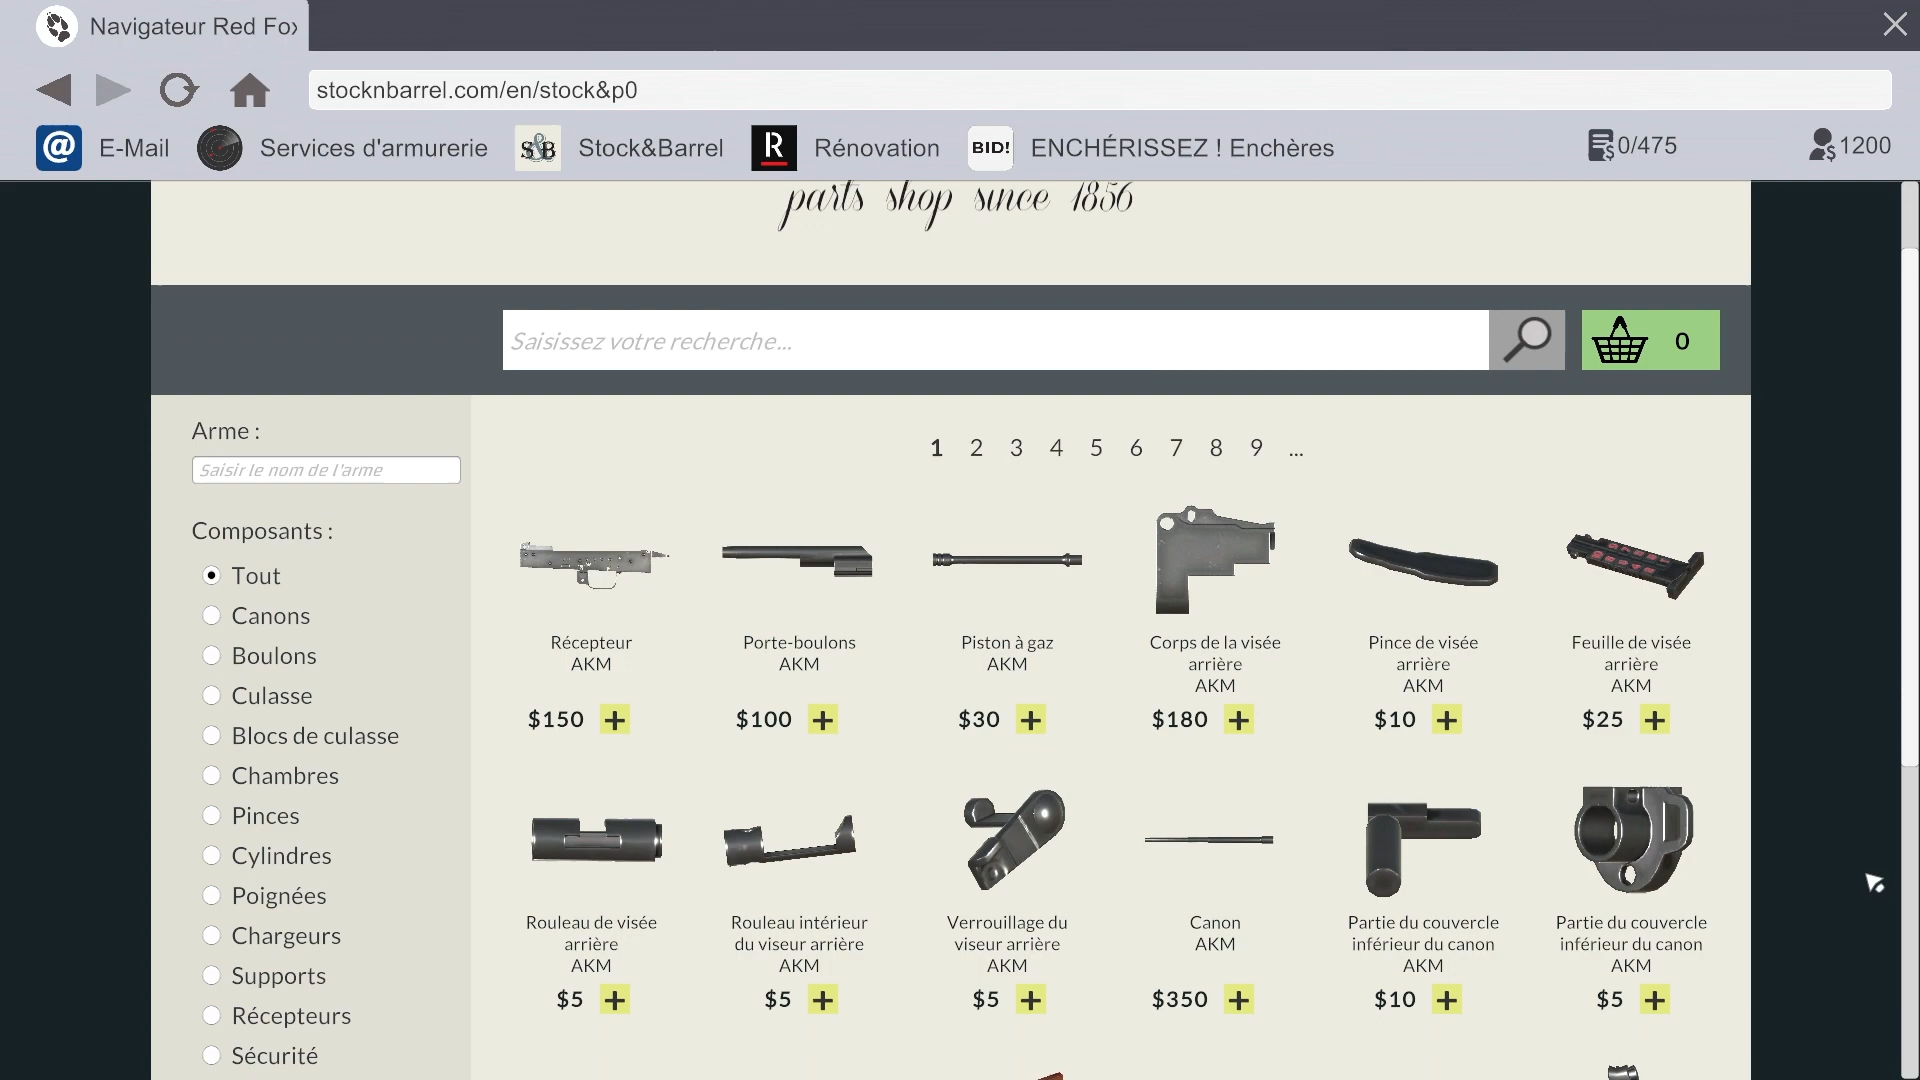 Navigateur Red Fox
stocknbarrel.com/en/stock&p0
@ E-Mail Services d'armurerie S&B Stock&Barrel R Rénovation BID! ENCHÉRISSEZ ! Enchères 0/475 1200
parts shop since 1856
Saisissez votre recherche... 0
Arme :
Saisir le nom de l'arme
Composants :
Tout
Canons
Boulons
Culasse
Blocs de culasse
Chambres
Pinces
Cylindres
Poignées
Chargeurs
Supports
Récepteurs
Sécurité
1 2 3 4 5 6 7 8 9 ...
Récepteur
AKM
$150 +
Porte-boulons
AKM
$100 +
Piston à gaz
AKM
$30 +
Corps de la visée
arrière
AKM
$180 +
Pince de visée
arrière
AKM
$10 +
Feuille de visée
arrière
AKM
$25 +
Rouleau de visée
arrière
AKM
$5 +
Rouleau intérieur
du viseur arrière
AKM
$5 +
Verrouillage du
viseur arrière
AKM
$5 +
Canon
AKM
$350 +
Partie du couvercle
inférieur du canon
AKM
$10 +
Partie du couvercle
inférieur du canon
AKM
$5 +